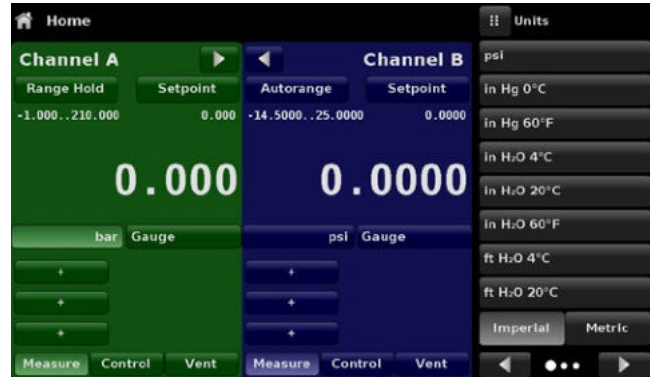 Home
Channel A
Range Hold Setpoint
-1.000..210.000 0.000
0.000
bar Gauge
+
+
+
Measure Control Vent
Channel B
Autorange Setpoint
-14.5000..25.0000 0.0000
0.0000
psi Gauge
+
+
+
Measure Control Vent
Units
psi
in Hg 0°C
in Hg 60°F
in H₂O 4°C
in H₂O 20°C
in H₂O 60°F
ft H₂O 4°C
ft H₂O 20°C
Imperial Metric